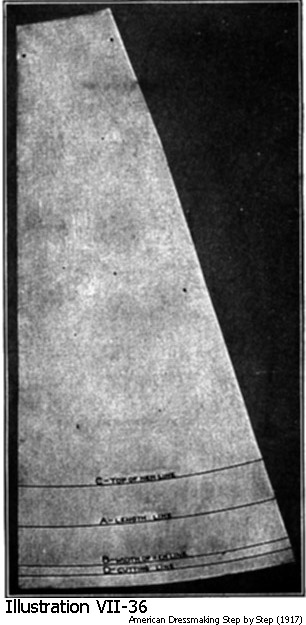 C-TOP OF HEM LINE
A-LENGTH LINE
B-WIDTH OF HEM LINE
D-CUTTING LINE
Illustration VII-36
American Dressmaking Step by Step (1917)